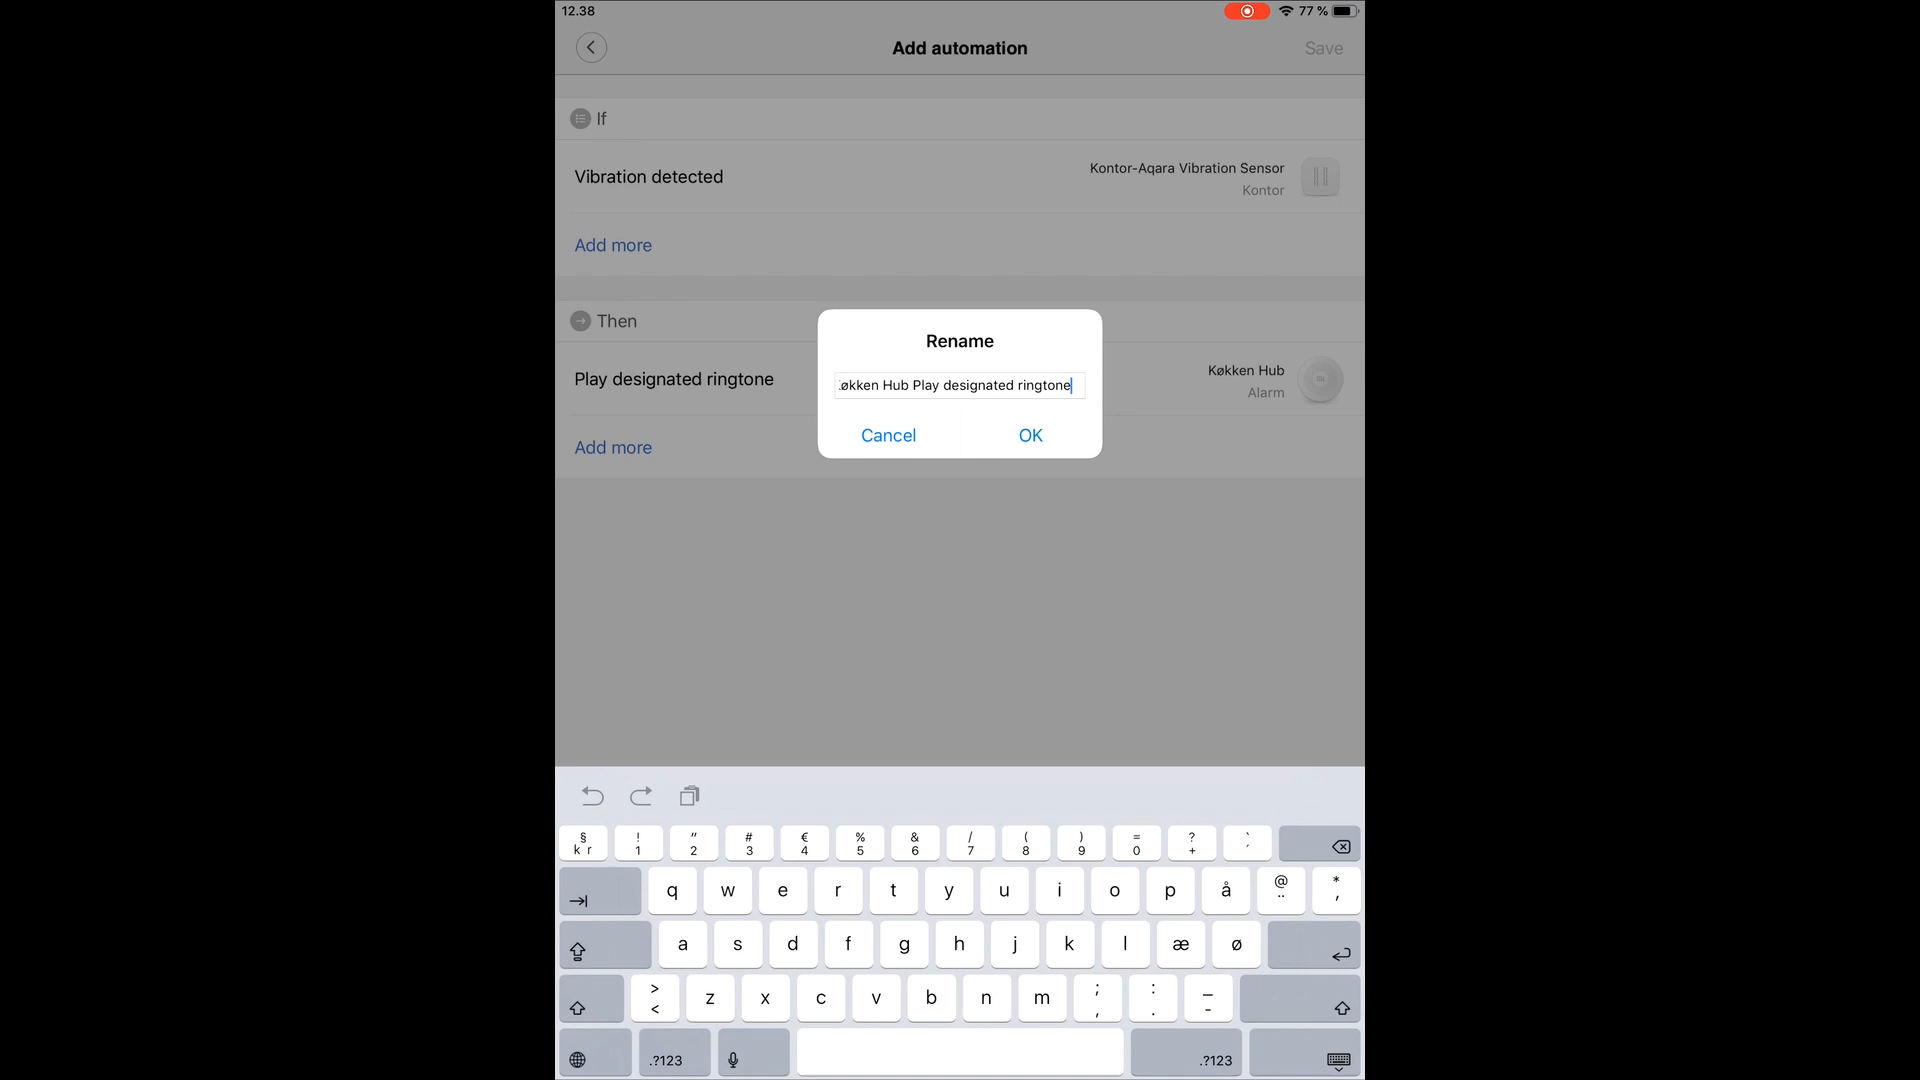 12.38
77 %
Add automation
Save
If
Vibration detected
Kontor-Aqara Vibration Sensor
Kontor
Add more
Then
Play designated ringtone
Køkken Hub
Alarm
Add more
Rename
økken Hub Play designated ringtone
Cancel
OK
§ ! " # € % & / ( ) = ? `
k r 1 2 3 4 5 6 7 8 9 0 + ´
q w e r t y u i o p å @ ¨ * '
a s d f g h j k l æ ø
> < z x c v b n m ; , : . _ -
.?123
.?123